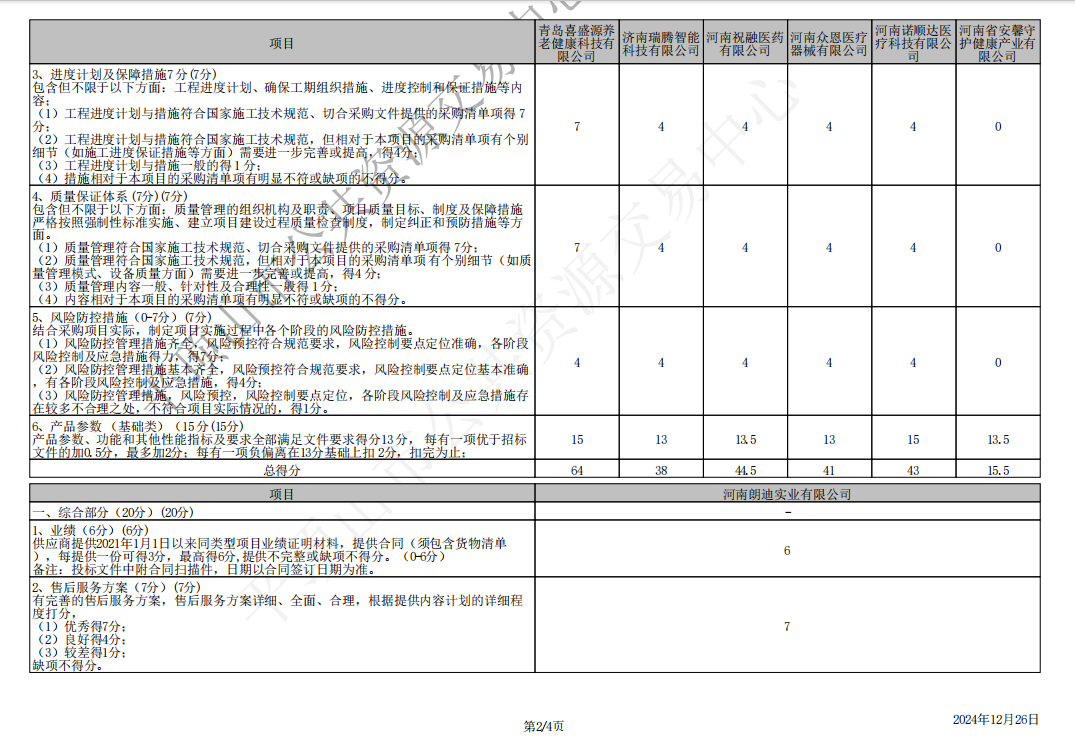 项目
青岛喜盛源养
老健康科技有
限公司
济南瑞腾智能
科技有限公司
河南祝融医药
有限公司
河南众恩医疗
器械有限公司
河南诺顺达医
疗科技有限公
司
河南省安馨守
护健康产业有
限公司
3、进度计划及保障措施7分(7分)
包含但不限于以下方面：工程进度计划、确保工期组织措施、进度控制和保证措施等内
容；
（1）工程进度计划与措施符合国家施工技术规范、切合采购文件提供的采购清单项得 7
分；
（2）工程进度计划与措施符合国家施工技术规范，但相对于本项目的采购清单项有个别
细节（如施工进度保证措施等方面）需要进一步完善或提高，得4分；
（3）工程进度计划与措施一般的得 1 分；
（4）措施相对于本项目的采购清单项有明显不符或缺项的不得分。
7 4 4 4 4 0
4、质量保证体系(7分)(7分)
包含但不限于以下方面：质量管理的组织机构及职责、项目质量目标、制度及保障措施
严格按照强制性标准实施、建立项目建设过程质量检查制度，制定纠正和预防措施等方
面。
（1）质量管理符合国家施工技术规范、切合采购文件提供的采购清单项得 7分；
（2）质量管理符合国家施工技术规范，但相对于本项目的采购清单项 有个别细节（如质
量管理模式、设备质量方面）需要进一步完善或提高，得4 分；
（3）质量管理内容一般、针对性及合理性一般得 1分；
（4）内容相对于本项目的采购清单项有明显不符或缺项的不得分。
7 4 4 4 4 0
5、风险防控措施（0-7分）(7分)
结合采购项目实际，制定项目实施过程中各个阶段的风险防控措施。
（1）风险防控管理措施齐全，风险预控符合规范要求，风险控制要点定位准确，各阶段
风险控制及应急措施得力，得7分；
（2）风险防控管理措施基本齐全，风险预控符合规范要求，风险控制要点定位基本准确
，有各阶段风险控制及应急措施，得4分；
（3）风险防控管理措施，风险预控，风险控制要点定位，各阶段风险控制及应急措施存
在较多不合理之处，不符合项目实际情况的，得1分。
4 4 4 4 4 0
6、产品参数 （基础类）（15分(15分)
产品参数、功能和其他性能指标及要求全部满足文件要求得分13 分， 每有一项优于招标
文件的加0.5分，最多加2分；每有一项负偏离在13分基础上扣 2分，扣完为止；
15 13 13.5 13 15 13.5
总得分 64 38 44.5 41 43 15.5
项目 河南朗迪实业有限公司
一、综合部分（20分）(20分) -
1、业绩（6分）(6分)
供应商提供2021年1月1日以来同类型项目业绩证明材料，提供合同（须包含货物清单
），每提供一份可得3分，最高得6分,提供不完整或缺项不得分。（0-6分）
备注：投标文件中附合同扫描件，日期以合同签订日期为准。
6
2、售后服务方案（7分）(7分)
有完善的售后服务方案，售后服务方案详细、全面、合理，根据提供内容计划的详细程
度打分，
（1）优秀得7分；
（2）良好得4分；
（3）较差得1分；
缺项不得分。
7
平顶山市公共资源交易中心
平顶山市公共资源交易中心
第2/4页
2024年12月26日